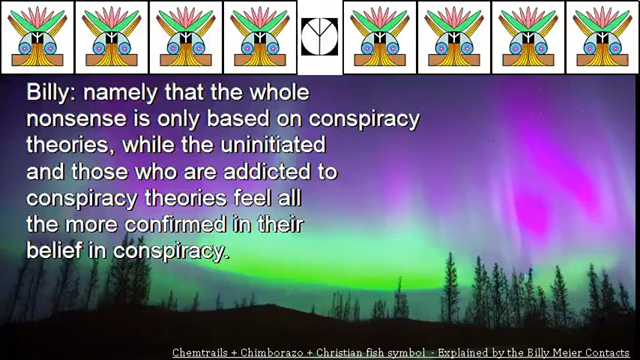 Billy: namely that the whole
nonsense is only based on conspiracy
theories, while the uninitiated
and those who are addicted to
conspiracy theories feel all
the more confirmed in their
belief in conspiracy.
Chemtrails + Chimborazo + Christian fish symbol - Explained by the Billy Meier Contacts